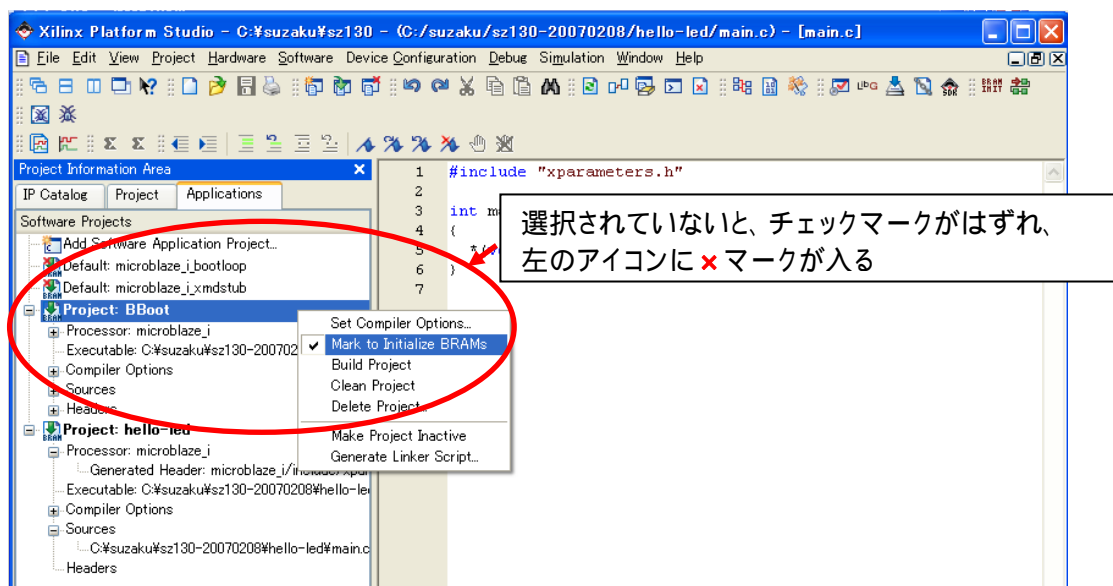 Xilinx Platform Studio - C:¥suzaku¥sz130 - (C:/suzaku/sz130-20070208/hello-led/main.c) - [main.c]
File Edit View Project Hardware Software Device Configuration Debug Simulation Window Help
Project Information Area
IP Catalog Project Applications
Software Projects
Add Software Application Project...
Default: microblaze_i_bootloop
Default: microblaze_i_xmdstub
Project: BBoot
Processor: microblaze_i
Executable: C:¥suzaku¥sz130-200702
Compiler Options
Sources
Headers
Project: hello-led
Processor: microblaze_i
Generated Header: microblaze_i/include/xpar
Executable: C:¥suzaku¥sz130-20070208¥hello-led
Compiler Options
Sources
C:¥suzaku¥sz130-20070208¥hello-led¥main.c
Headers
Set Compiler Options...
Mark to Initialize BRAMs
Build Project
Clean Project
Delete Project...
Make Project Inactive
Generate Linker Script...
1 #include "xparameters.h"
2
3 int m
4 {
5 *(
6 }
7
選択されていないと、チェックマークがはずれ、
左のアイコンに×マークが入る